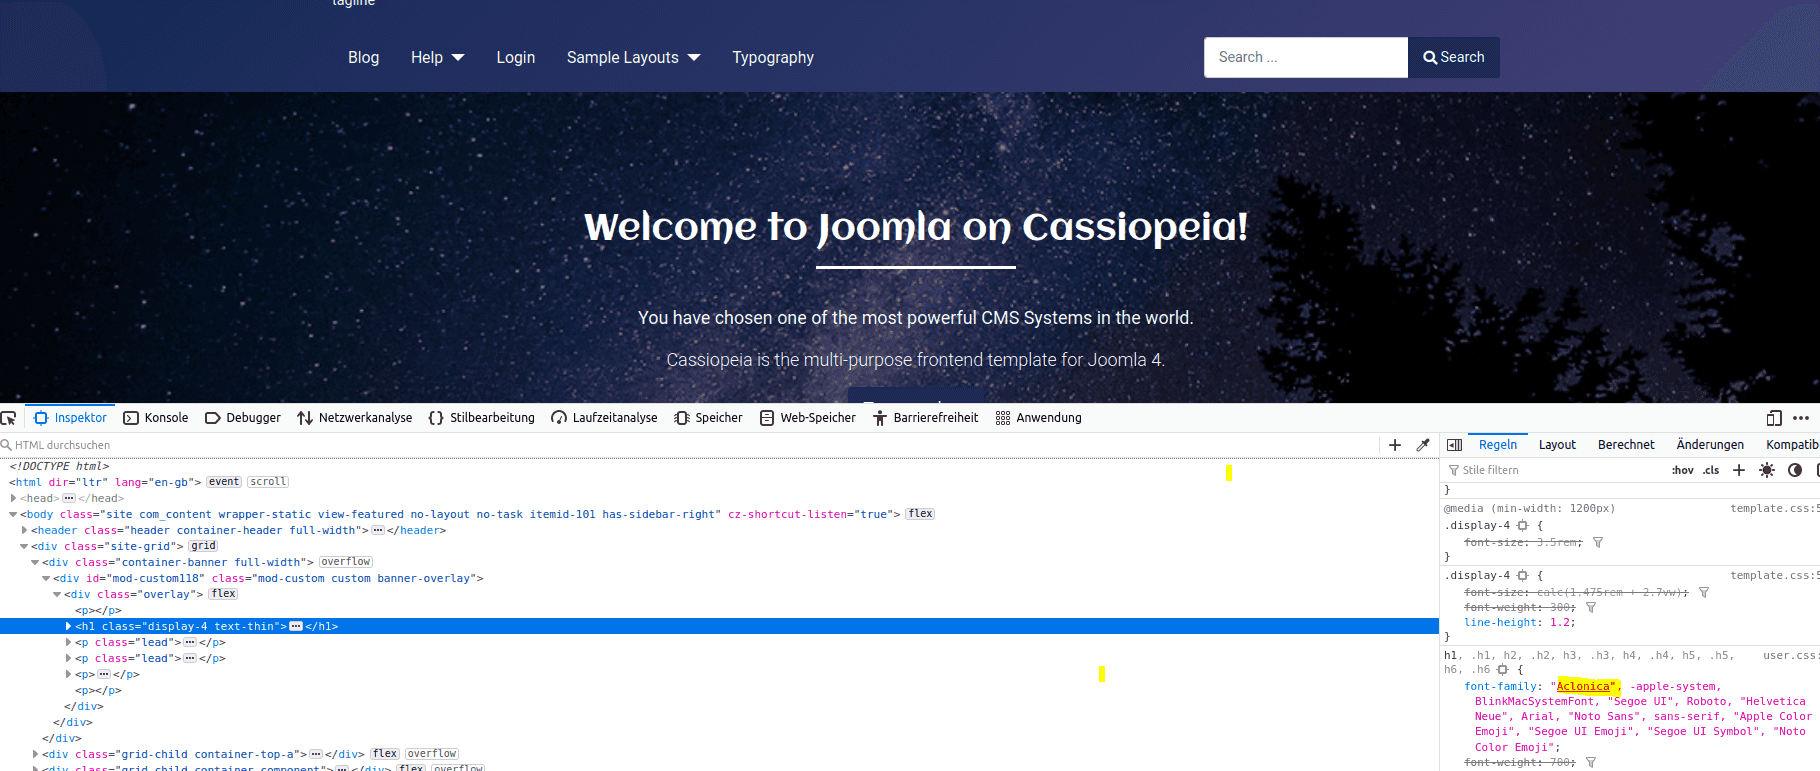 tagline
Blog Help Login Sample Layouts Typography Search ... Search
Welcome to Joomla on Cassiopeia!
You have chosen one of the most powerful CMS Systems in the world.
Cassiopeia is the multi-purpose frontend template for Joomla 4.
Inspektor Konsole Debugger Netzwerkanalyse {} Stilbearbeitung Laufzeitanalyse Speicher Web-Speicher Barrierefreiheit Anwendung
HTML durchsuchen
<!DOCTYPE html>
<html dir="ltr" lang="en-gb"> event scroll
<head> ··· </head>
<body class="site com_content wrapper-static view-featured no-layout no-task itemid-101 has-sidebar-right" cz-shortcut-listen="true"> flex
<header class="header container-header full-width"> ··· </header>
<div class="site-grid"> grid
<div class="container-banner full-width"> overflow
<div id="mod-custom118" class="mod-custom custom banner-overlay">
<div class="overlay"> flex
<p></p>
<h1 class="display-4 text-thin"> ··· </h1>
<p class="lead"> ··· </p>
<p class="lead"> ··· </p>
<p> ··· </p>
<p></p>
</div>
</div>
</div>
<div class="grid-child container-top-a"> ··· </div> flex overflow
<div class="grid-child container-component"> ··· </div> flex overflow
Regeln Layout Berechnet Änderungen Kompatib
Stile filtern :hov .cls +
}
@media (min-width: 1200px) template.css:5
.display-4 {
font-size: 3.5rem;
}
.display-4 { template.css:5
font-size: calc(1.475rem + 2.7vw);
font-weight: 300;
line-height: 1.2;
}
h1, .h1, h2, .h2, h3, .h3, h4, .h4, h5, .h5, user.css:
h6, .h6 {
font-family: "Aclonica", -apple-system,
BlinkMacSystemFont, "Segoe UI", Roboto, "Helvetica
Neue", Arial, "Noto Sans", sans-serif, "Apple Color
Emoji", "Segoe UI Emoji", "Segoe UI Symbol", "Noto
Color Emoji";
font-weight: 700;